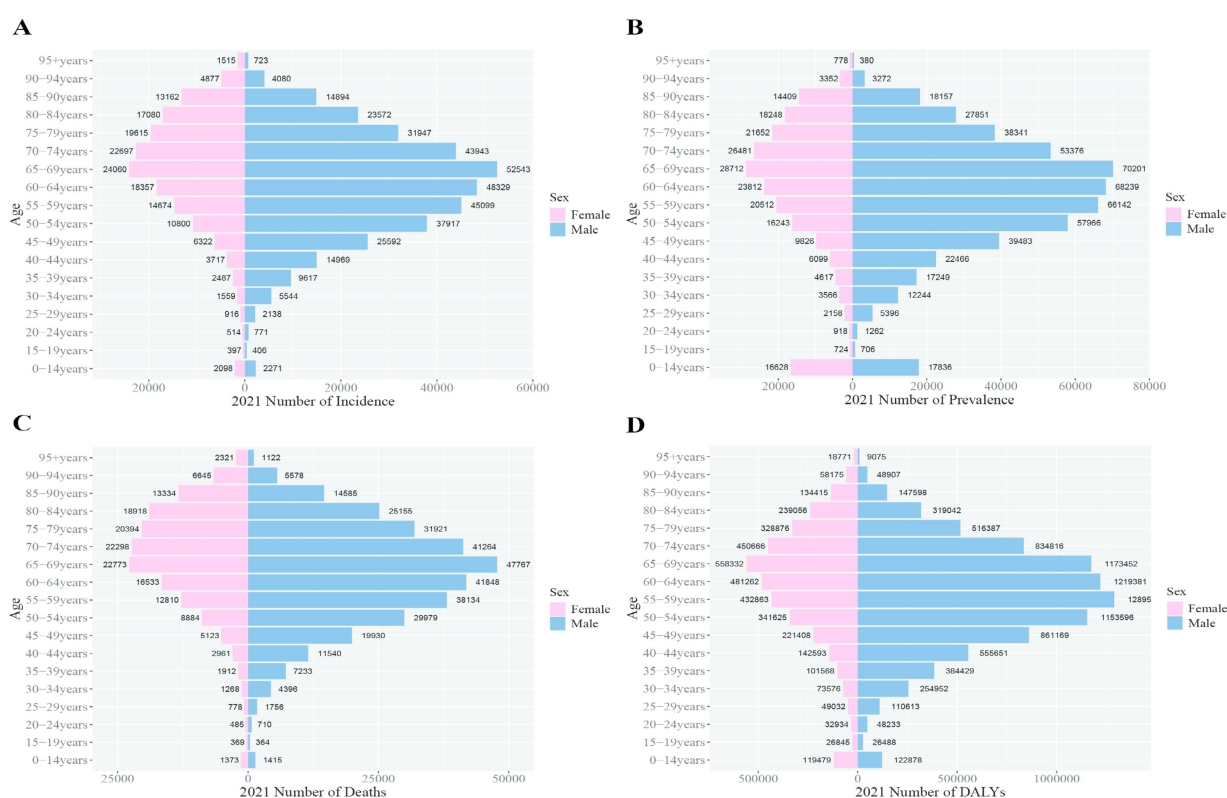 A
95+years 1515 723
90−94years 4877 4080
85−90years 13162 14894
80−84years 17080 23572
75−79years 19615 31947
70−74years 22697 43943
65−69years 24060 52543
60−64years 18357 48329
55−59years 14674 45099
50−54years 10800 37917
45−49years 6322 25592
40−44years 3717 14969
35−39years 2487 9617
30−34years 1559 5544
25−29years 916 2138
20−24years 514 771
15−19years 397 406
0−14years 2098 2271
Age
20000 0 20000 40000 60000
2021 Number of Incidence
Sex
Female
Male
B
95+years 778 380
90−94years 3352 3272
85−90years 14409 18157
80−84years 18248 27851
75−79years 21652 38341
70−74years 26481 53376
65−69years 28712 70201
60−64years 23812 68239
55−59years 20512 66142
50−54years 16243 57966
45−49years 9826 39483
40−44years 6099 22466
35−39years 4617 17249
30−34years 3566 12244
25−29years 2158 5396
20−24years 918 1262
15−19years 724 706
0−14years 16628 17836
Age
20000 0 20000 40000 60000 80000
2021 Number of Prevalence
Sex
Female
Male
C
95+years 2321 1122
90−94years 6645 5578
85−90years 13334 14585
80−84years 18918 25155
75−79years 20394 31921
70−74years 22298 41264
65−69years 22773 47767
60−64years 16533 41848
55−59years 12810 38134
50−54years 8884 29979
45−49years 5123 19930
40−44years 2961 11540
35−39years 1912 7233
30−34years 1268 4396
25−29years 778 1756
20−24years 485 710
15−19years 369 364
0−14years 1373 1415
Age
25000 0 25000 50000
2021 Number of Deaths
Sex
Female
Male
D
95+years 18771 9075
90−94years 58175 48907
85−90years 134415 147598
80−84years 239056 319042
75−79years 328876 516387
70−74years 450666 834816
65−69years 558332 1173452
60−64years 481262 1219381
55−59years 432863 12895
50−54years 341625 1153596
45−49years 221408 861169
40−44years 142593 555651
35−39years 101568 384429
30−34years 73576 254952
25−29years 49032 110613
20−24years 32934 48233
15−19years 26845 26488
0−14years 119479 122878
Age
500000 0 500000 1000000
2021 Number of DALYs
Sex
Female
Male